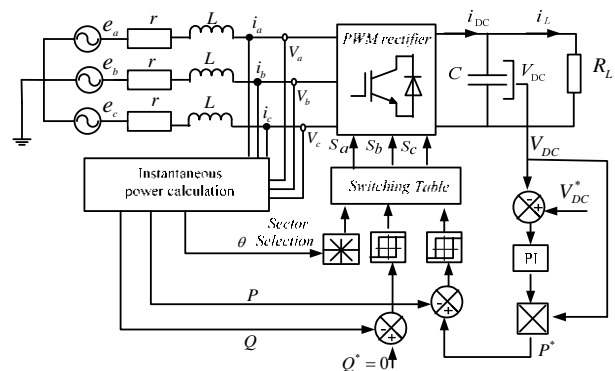 e_a r L i_a V_a
e_b r L i_b V_b
e_c r L i_c V_c
PWM rectifier
i_DC i_L
C V_DC R_L
S_a S_b S_c
V_DC
Instantaneous
power calculation
Switching Table
V_DC^*
Sector
Selection
θ
PI
P
Q
Q^* = 0
P^*
- +
- +
- +